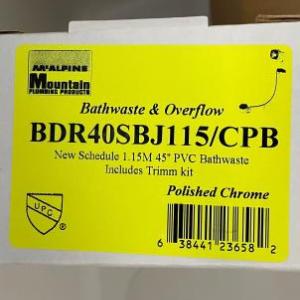 McALPINE
Mountain
PLUMBING PRODUCTS
Bathwaste & Overflow
BDR40SBJ115/CPB
New Schedule 1.15M 45" PVC Bathwaste
Includes Trimm kit
Polished Chrome
UPC
6 38441 23658 2